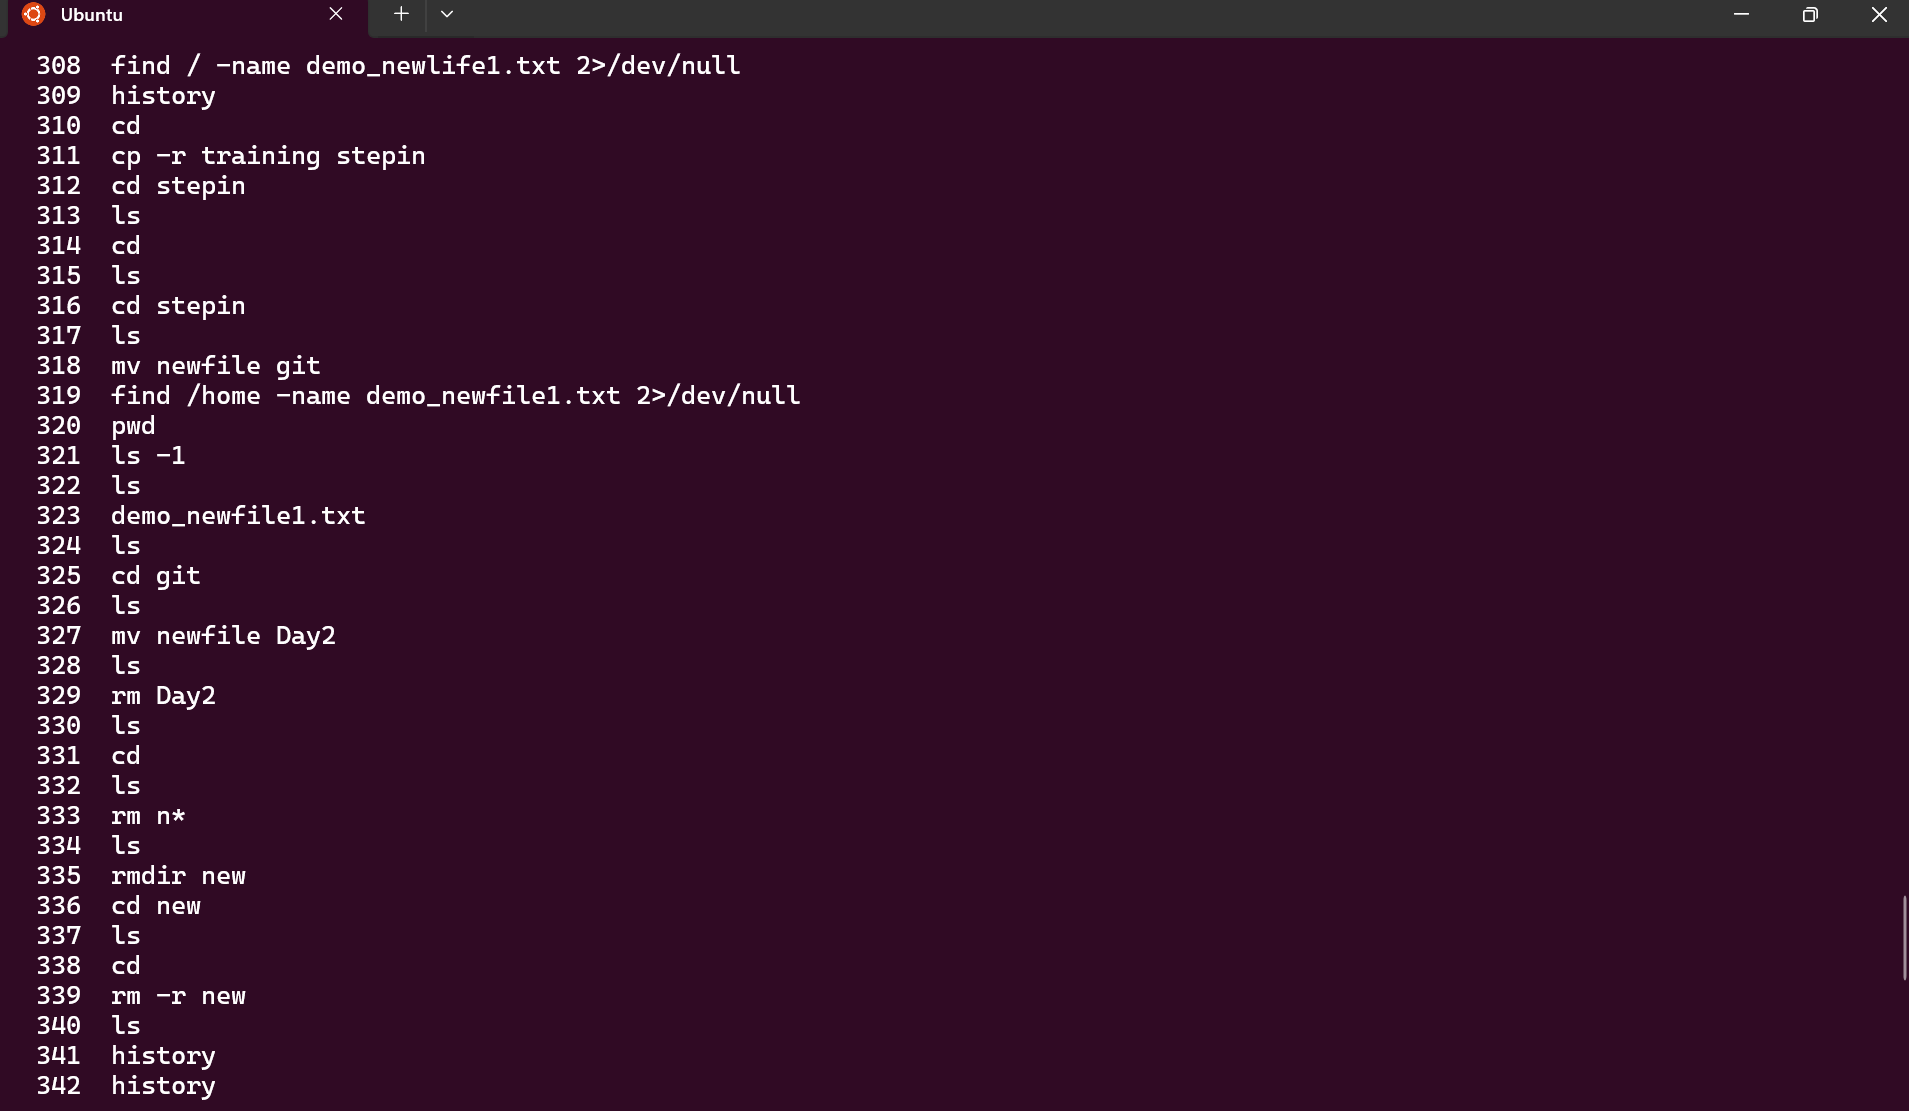 Ubuntu
308 find / -name demo_newlife1.txt 2>/dev/null
309 history
310 cd
311 cp -r training stepin
312 cd stepin
313 ls
314 cd
315 ls
316 cd stepin
317 ls
318 mv newfile git
319 find /home -name demo_newfile1.txt 2>/dev/null
320 pwd
321 ls -1
322 ls
323 demo_newfile1.txt
324 ls
325 cd git
326 ls
327 mv newfile Day2
328 ls
329 rm Day2
330 ls
331 cd
332 ls
333 rm n*
334 ls
335 rmdir new
336 cd new
337 ls
338 cd
339 rm -r new
340 ls
341 history
342 history